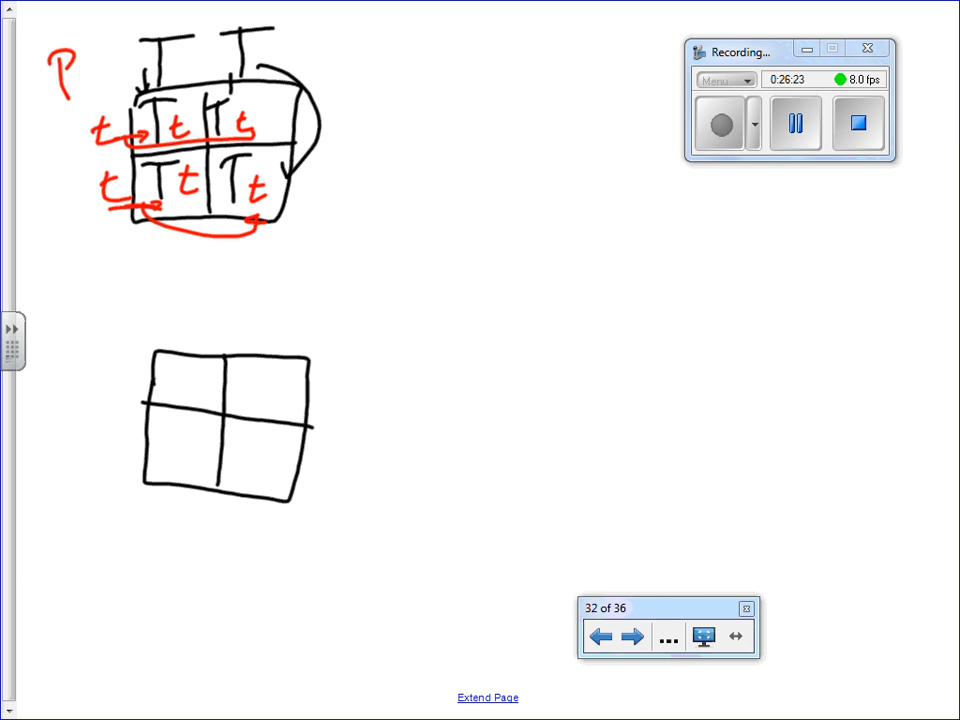 T T
P
t T t T t
t T t T t
Recording...
Menu
0:26:23
8.0 fps
32 of 36
...
Extend Page